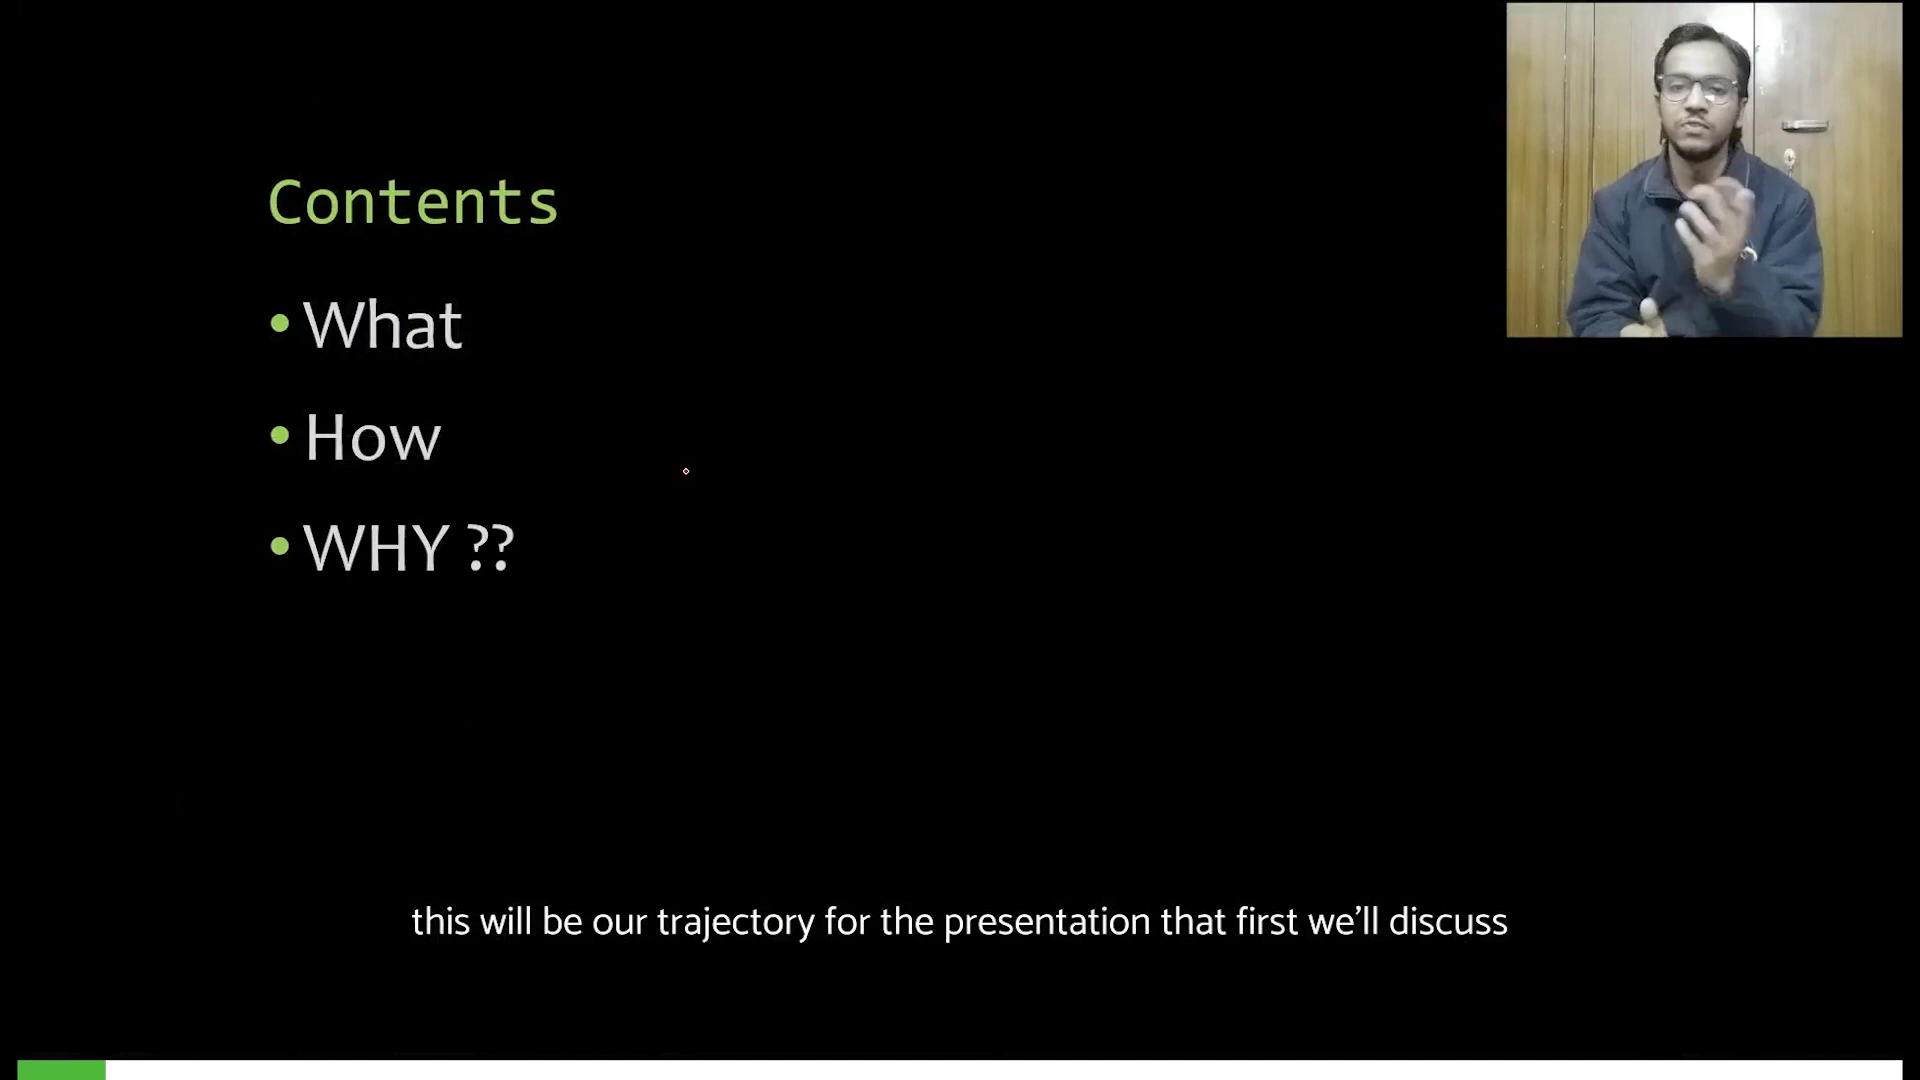 Contents
• What
• How
• WHY ??
this will be our trajectory for the presentation that first we’ll discuss